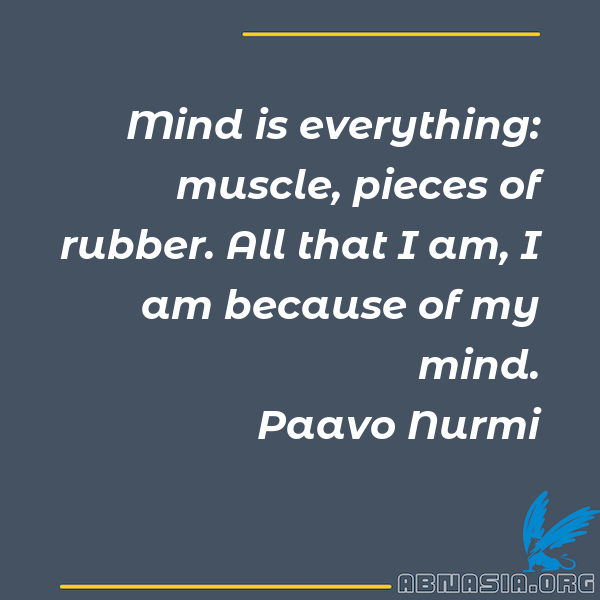 Mind is everything:
muscle, pieces of
rubber. All that I am, I
am because of my
mind.
Paavo Nurmi
ABNASIA.ORG